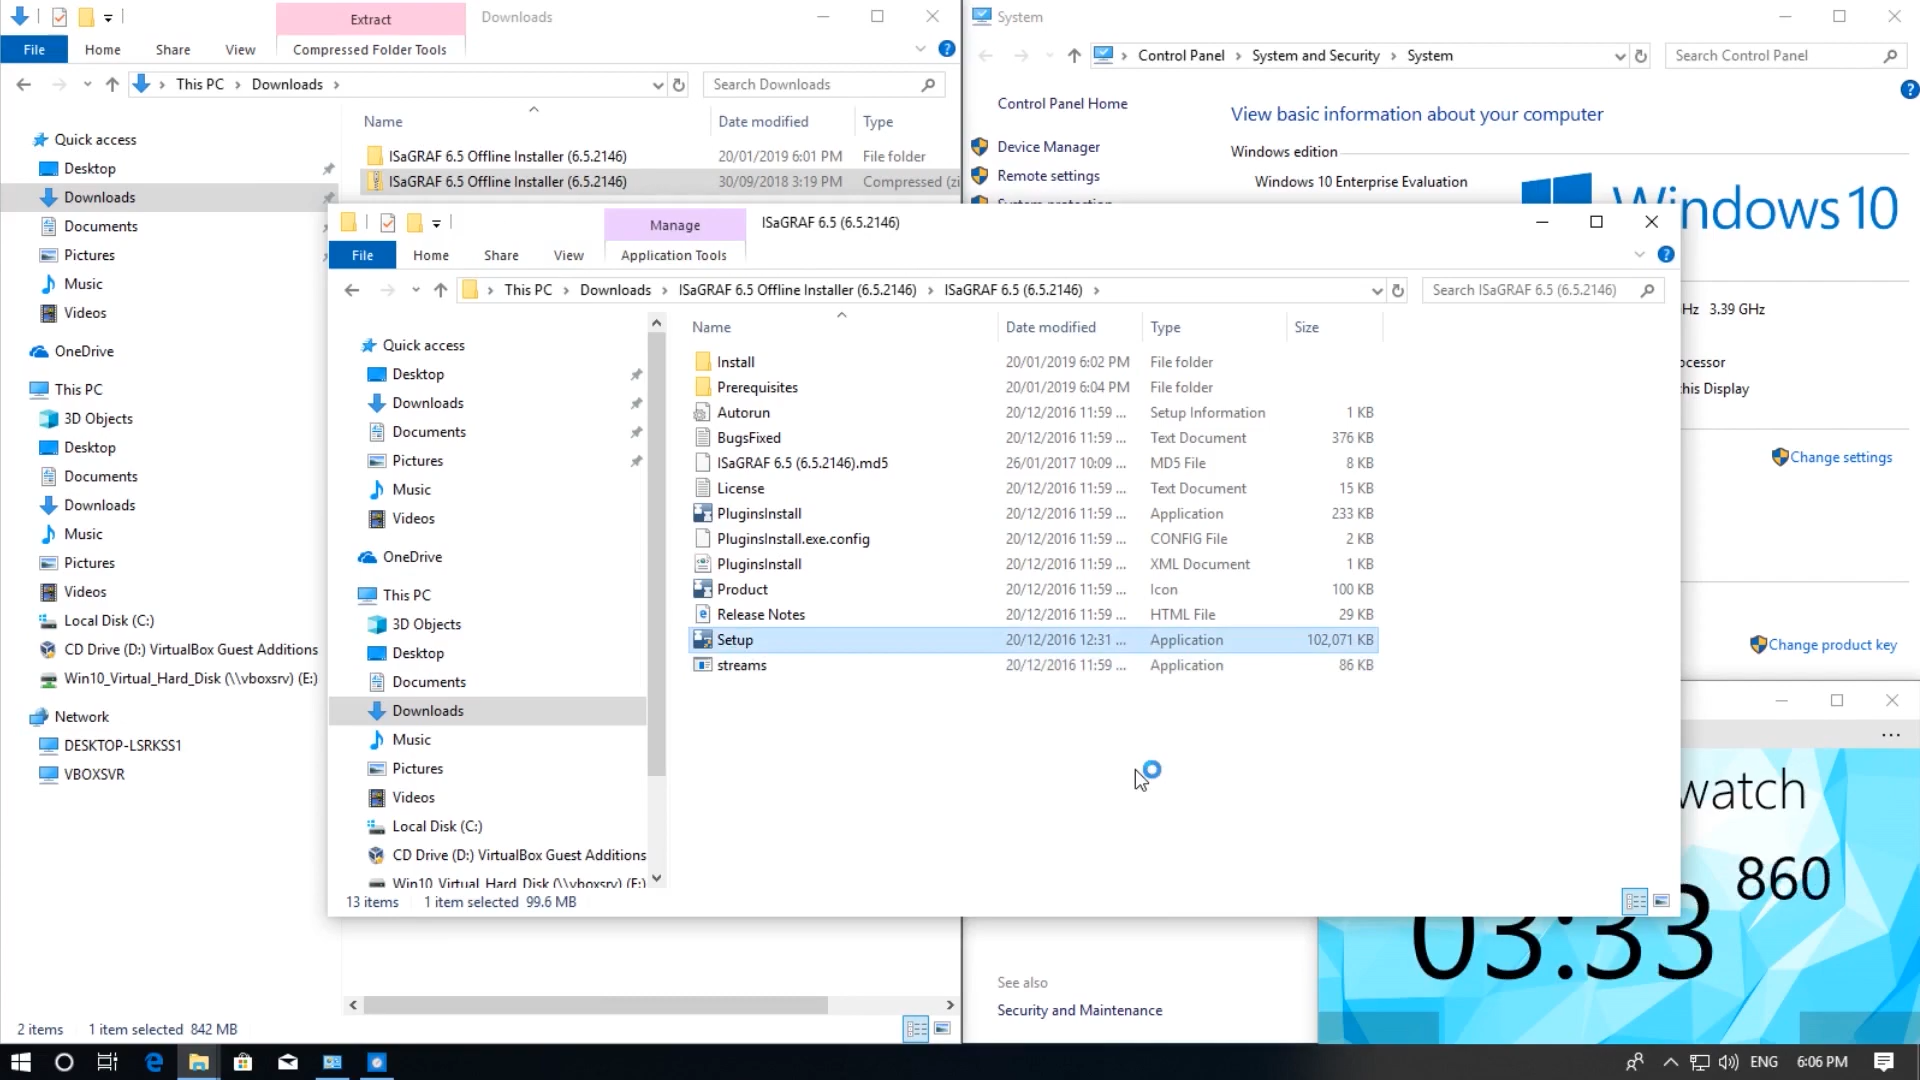 Extract
Downloads
File
Home
Share
View
Compressed Folder Tools
This PC
Downloads
Search Downloads
Name
Date modified
Type
ISaGRAF 6.5 Offline Installer (6.5.2146)
20/01/2019 6:01 PM
File folder
ISaGRAF 6.5 Offline Installer (6.5.2146)
30/09/2018 3:19 PM
Compressed (zi
Quick access
Desktop
Downloads
Documents
Pictures
Music
Videos
OneDrive
This PC
3D Objects
Desktop
Documents
Downloads
Music
Pictures
Videos
Local Disk (C:)
CD Drive (D:) VirtualBox Guest Additions
Win10_Virtual_Hard_Disk (\\vboxsrv) (E:)
Network
DESKTOP-LSRKSS1
VBOXSVR
2 items
1 item selected 842 MB
System
Control Panel
System and Security
System
Search Control Panel
Control Panel Home
Device Manager
Remote settings
System protection
View basic information about your computer
Windows edition
Windows 10 Enterprise Evaluation
Windows 10
Hz 3.39 GHz
ocessor
his Display
Change settings
Change product key
See also
Security and Maintenance
Manage
ISaGRAF 6.5 (6.5.2146)
File
Home
Share
View
Application Tools
This PC
Downloads
ISaGRAF 6.5 Offline Installer (6.5.2146)
ISaGRAF 6.5 (6.5.2146)
Search ISaGRAF 6.5 (6.5.2146)
Quick access
Desktop
Downloads
Documents
Pictures
Music
Videos
OneDrive
This PC
3D Objects
Desktop
Documents
Downloads
Music
Pictures
Videos
Local Disk (C:)
CD Drive (D:) VirtualBox Guest Additions
Win10_Virtual_Hard_Disk (\\vboxsrv) (E:)
Name
Date modified
Type
Size
Install
20/01/2019 6:02 PM
File folder
Prerequisites
20/01/2019 6:04 PM
File folder
Autorun
20/12/2016 11:59 ...
Setup Information
1 KB
BugsFixed
20/12/2016 11:59 ...
Text Document
376 KB
ISaGRAF 6.5 (6.5.2146).md5
26/01/2017 10:09 ...
MD5 File
8 KB
License
20/12/2016 11:59 ...
Text Document
15 KB
PluginsInstall
20/12/2016 11:59 ...
Application
233 KB
PluginsInstall.exe.config
20/12/2016 11:59 ...
CONFIG File
2 KB
PluginsInstall
20/12/2016 11:59 ...
XML Document
1 KB
Product
20/12/2016 11:59 ...
Icon
100 KB
Release Notes
20/12/2016 11:59 ...
HTML File
29 KB
Setup
20/12/2016 12:31 ...
Application
102,071 KB
streams
20/12/2016 11:59 ...
Application
86 KB
13 items
1 item selected 99.6 MB
watch
860
03:33
ENG
6:06 PM